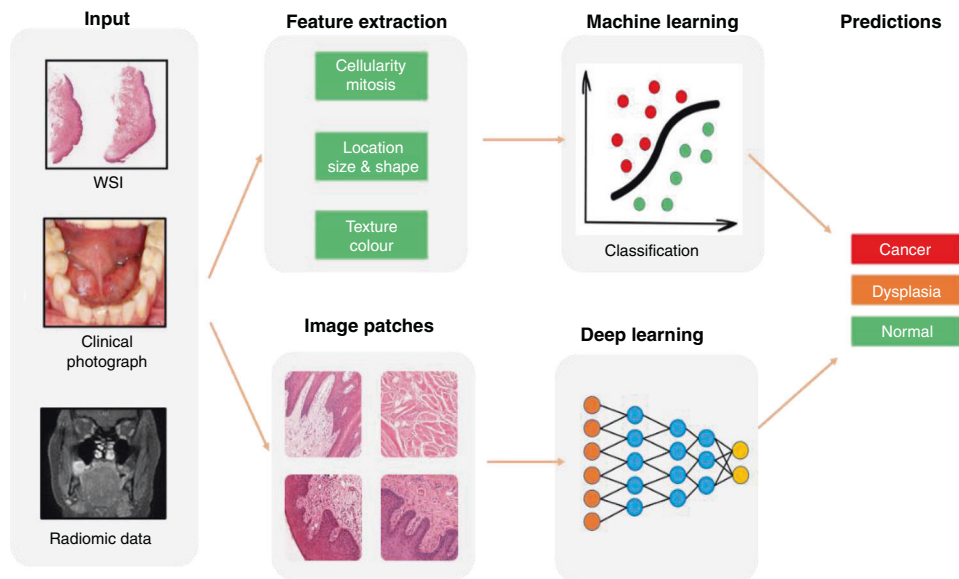 Input
Feature extraction
Machine learning
Predictions
WSI
Clinical
photograph
Radiomic data
Cellularity
mitosis
Location
size & shape
Texture
colour
Classification
Image patches
Deep learning
Cancer
Dysplasia
Normal